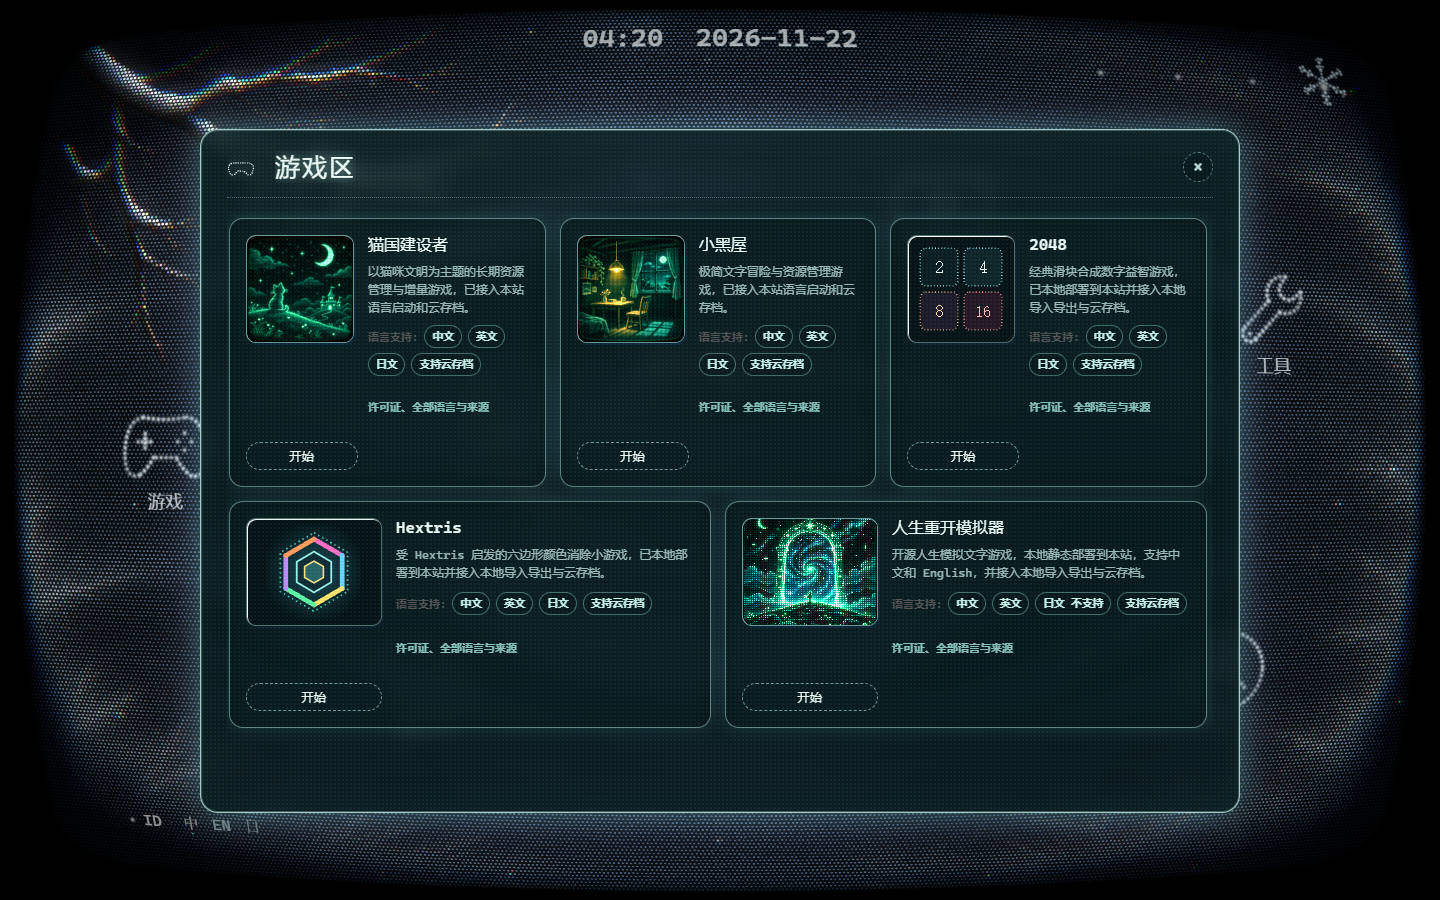 04:20 2026-11-22
游戏区
×
猫国建设者
以猫咪文明为主题的长期资源
管理与增量游戏，已接入本站
语言启动和云存档。
语言支持: 中文 英文
日文 支持云存档
许可证、全部语言与来源
开始
小黑屋
极简文字冒险与资源管理游
戏，已接入本站语言启动和云
存档。
语言支持: 中文 英文
日文 支持云存档
许可证、全部语言与来源
开始
2 4
8 16
2048
经典滑块合成数字益智游戏，
已本地部署到本站并接入本地
导入导出与云存档。
语言支持: 中文 英文
日文 支持云存档
许可证、全部语言与来源
开始
Hextris
受 Hextris 启发的六边形颜色消除小游戏，已本地部
署到本站并接入本地导入导出与云存档。
语言支持: 中文 英文 日文 支持云存档
许可证、全部语言与来源
开始
人生重开模拟器
开源人生模拟文字游戏，本地静态部署到本站，支持中
文和 English，并接入本地导入导出与云存档。
语言支持: 中文 英文 日文 不支持 支持云存档
许可证、全部语言与来源
开始
游戏
工具
ID 中 EN 日